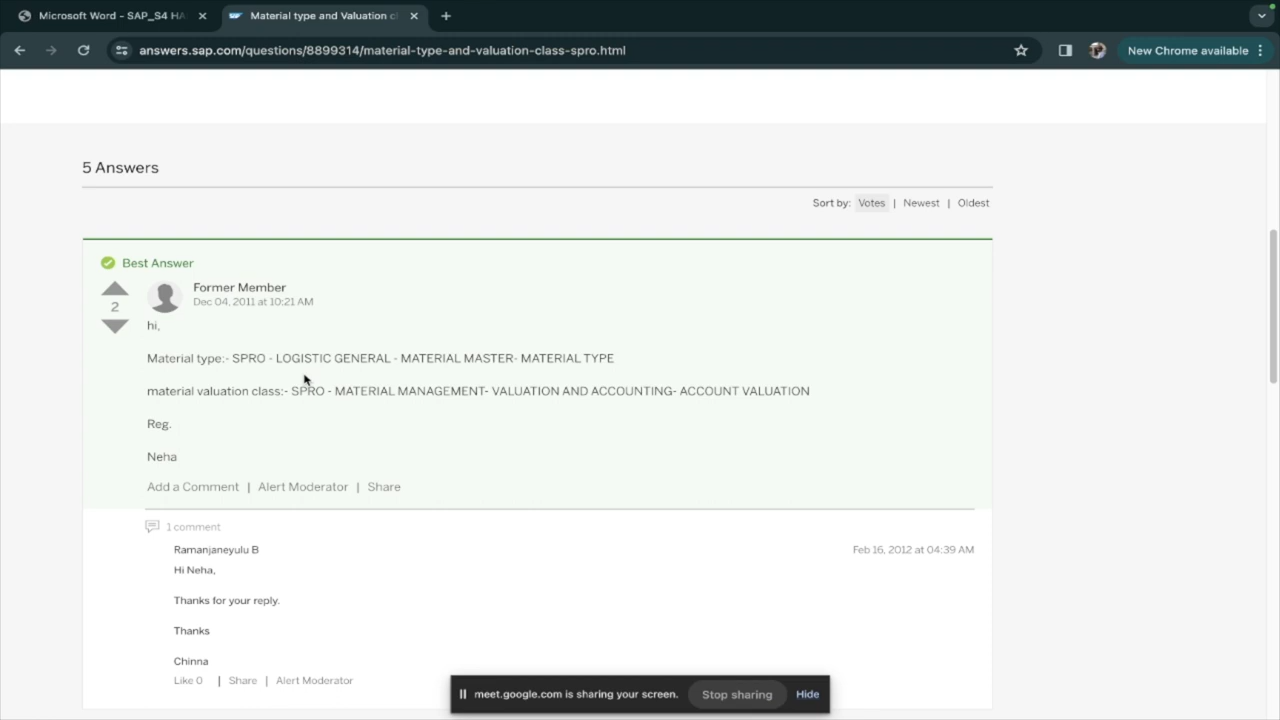 Microsoft Word - SAP_S4 HA
Material type and Valuation c
answers.sap.com/questions/8899314/material-type-and-valuation-class-spro.html
New Chrome available
5 Answers
Sort by: Votes | Newest | Oldest
Best Answer
Former Member
Dec 04, 2011 at 10:21 AM
2
hi,
Material type:- SPRO - LOGISTIC GENERAL - MATERIAL MASTER- MATERIAL TYPE
material valuation class:- SPRO - MATERIAL MANAGEMENT- VALUATION AND ACCOUNTING- ACCOUNT VALUATION
Reg.
Neha
Add a Comment | Alert Moderator | Share
1 comment
Ramanjaneyulu B
Feb 16, 2012 at 04:39 AM
Hi Neha,
Thanks for your reply.
Thanks
Chinna
Like 0 | Share | Alert Moderator
meet.google.com is sharing your screen. Stop sharing Hide